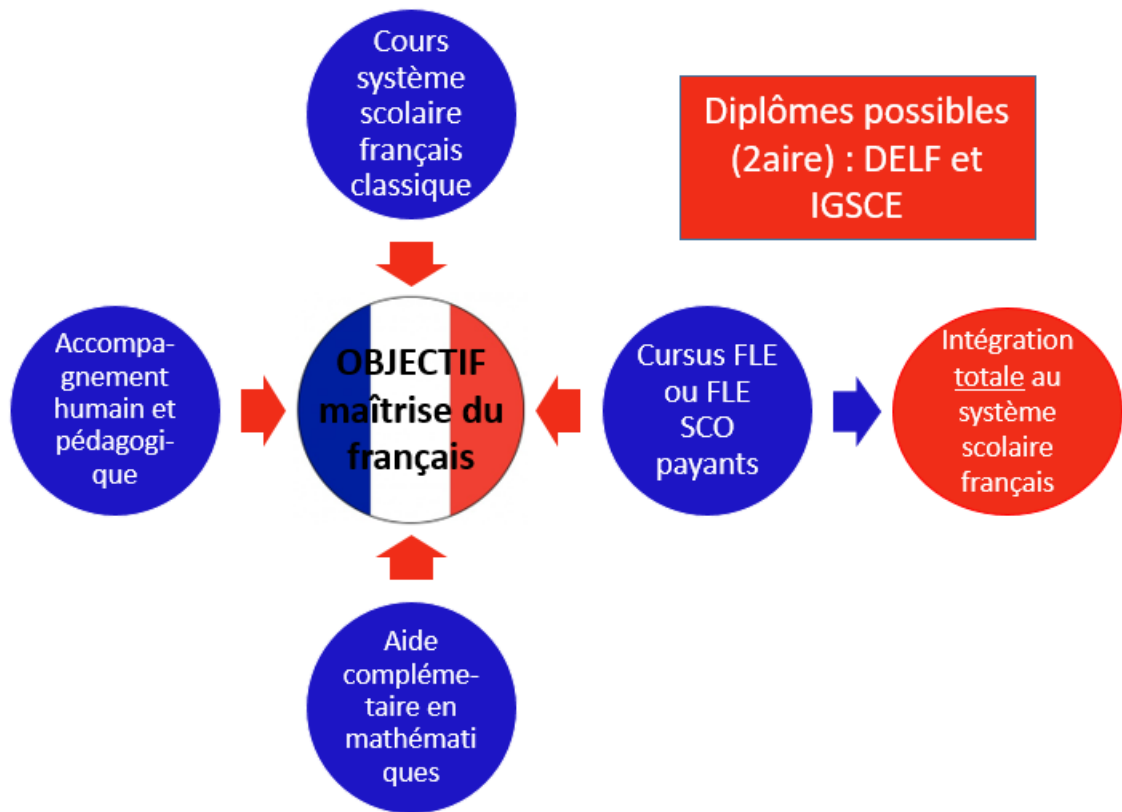 Cours
système
scolaire
français
classique
Diplômes possibles
(2aire) : DELF et
IGSCE
Accompa-
gnement
humain et
pédagogi-
que
OBJECTIF
maîtrise du
français
Cursus FLE
ou FLE
SCO
payants
Intégration
totale au
système
scolaire
français
Aide
compléme-
taire en
mathémati
ques